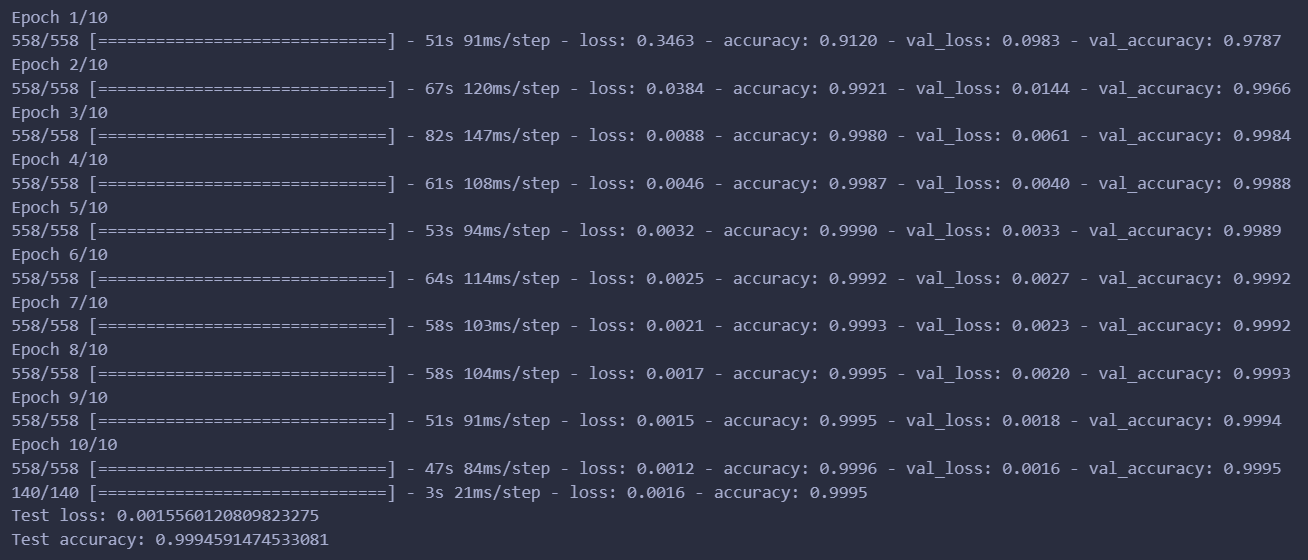 Epoch 1/10
558/558 [==============================] - 51s 91ms/step - loss: 0.3463 - accuracy: 0.9120 - val_loss: 0.0983 - val_accuracy: 0.9787
Epoch 2/10
558/558 [==============================] - 67s 120ms/step - loss: 0.0384 - accuracy: 0.9921 - val_loss: 0.0144 - val_accuracy: 0.9966
Epoch 3/10
558/558 [==============================] - 82s 147ms/step - loss: 0.0088 - accuracy: 0.9980 - val_loss: 0.0061 - val_accuracy: 0.9984
Epoch 4/10
558/558 [==============================] - 61s 108ms/step - loss: 0.0046 - accuracy: 0.9987 - val_loss: 0.0040 - val_accuracy: 0.9988
Epoch 5/10
558/558 [==============================] - 53s 94ms/step - loss: 0.0032 - accuracy: 0.9990 - val_loss: 0.0033 - val_accuracy: 0.9989
Epoch 6/10
558/558 [==============================] - 64s 114ms/step - loss: 0.0025 - accuracy: 0.9992 - val_loss: 0.0027 - val_accuracy: 0.9992
Epoch 7/10
558/558 [==============================] - 58s 103ms/step - loss: 0.0021 - accuracy: 0.9993 - val_loss: 0.0023 - val_accuracy: 0.9992
Epoch 8/10
558/558 [==============================] - 58s 104ms/step - loss: 0.0017 - accuracy: 0.9995 - val_loss: 0.0020 - val_accuracy: 0.9993
Epoch 9/10
558/558 [==============================] - 51s 91ms/step - loss: 0.0015 - accuracy: 0.9995 - val_loss: 0.0018 - val_accuracy: 0.9994
Epoch 10/10
558/558 [==============================] - 47s 84ms/step - loss: 0.0012 - accuracy: 0.9996 - val_loss: 0.0016 - val_accuracy: 0.9995
140/140 [==============================] - 3s 21ms/step - loss: 0.0016 - accuracy: 0.9995
Test loss: 0.0015560120809823275
Test accuracy: 0.9994591474533081